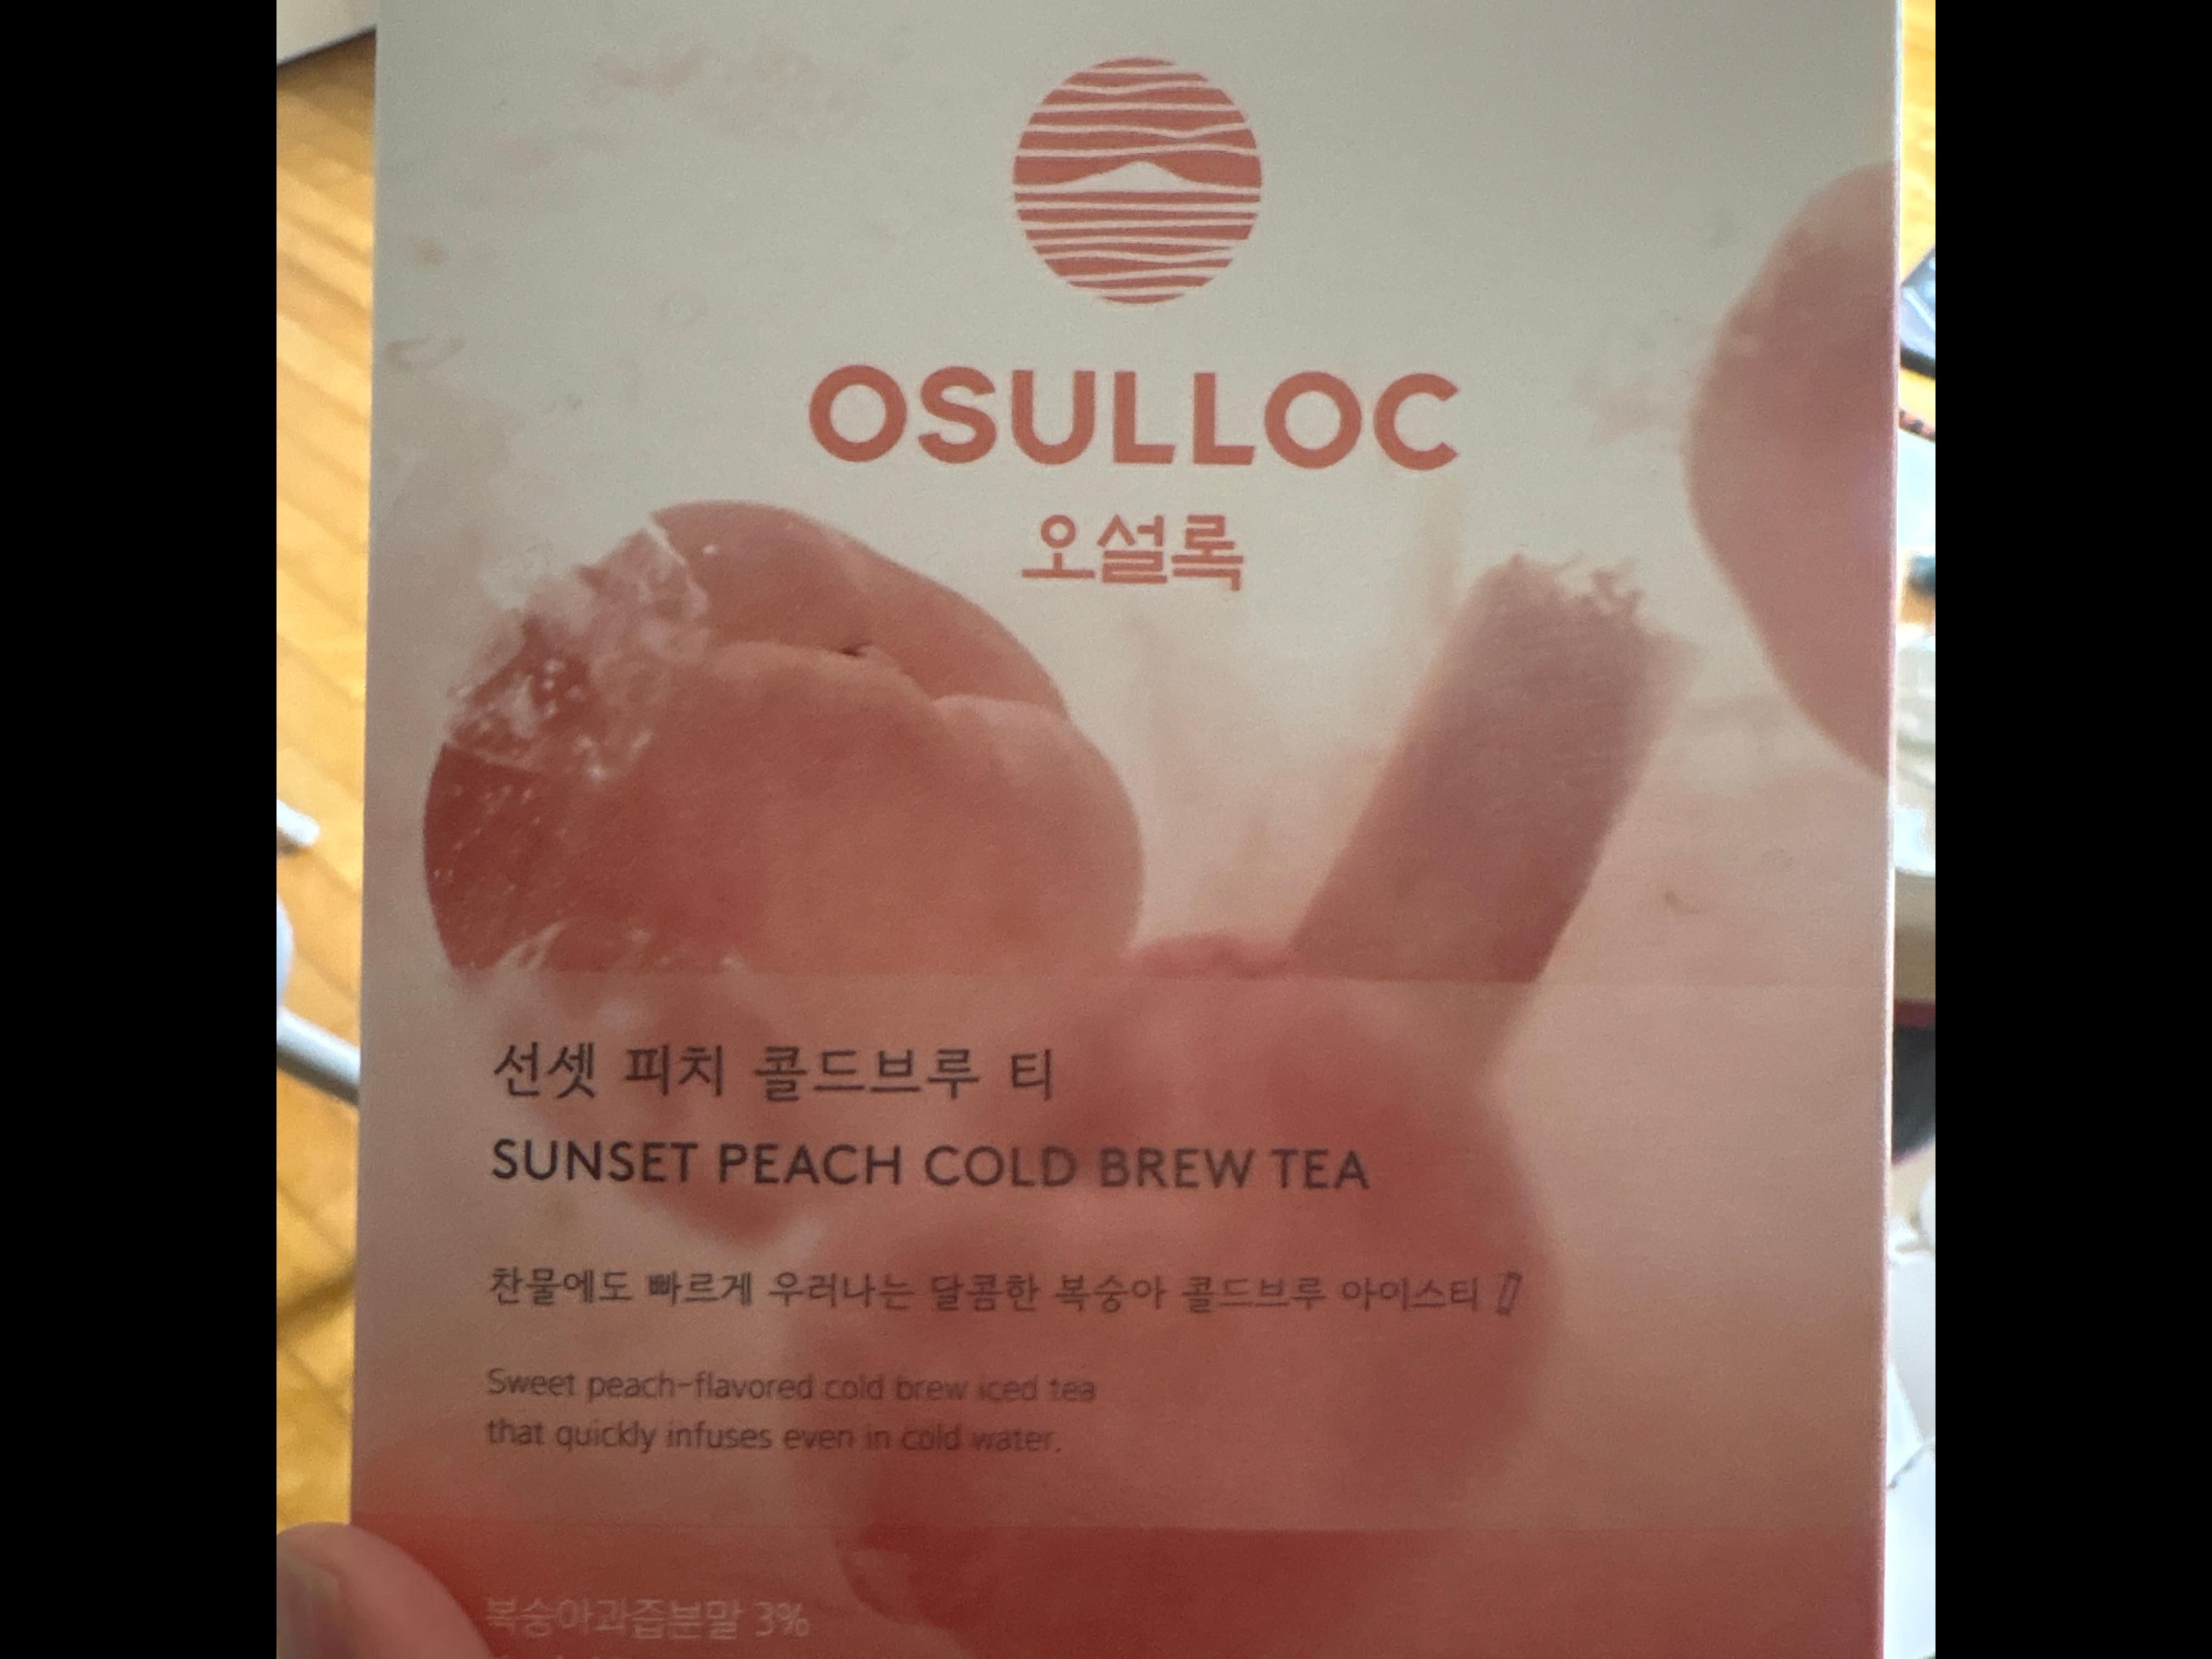 OSULLOC
오설록
선셋 피치 콜드브루 티
SUNSET PEACH COLD BREW TEA
찬물에도 빠르게 우러나는 달콤한 복숭아 콜드브루 아이스티
Sweet peach-flavored cold brew iced tea
that quickly infuses even in cold water.
복숭아과즙분말 3%